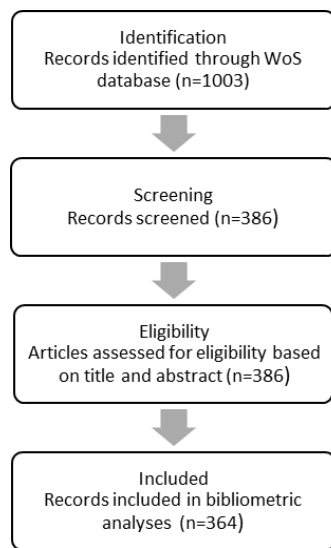 Identification
Records identified through WoS
database (n=1003)
Screening
Records screened (n=386)
Eligibility
Articles assessed for eligibility based
on title and abstract (n=386)
Included
Records included in bibliometric
analyses (n=364)